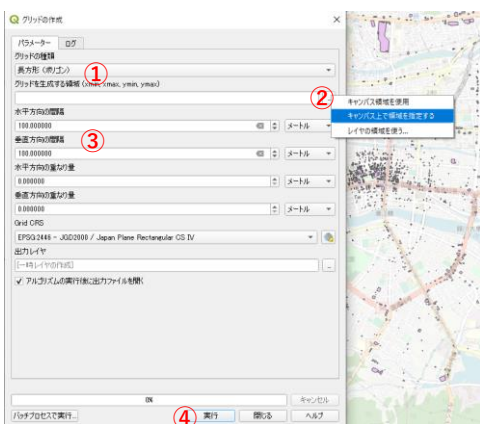 グリッドの作成
パラメーター ログ
グリッドの種類
①
長方形 (ポリゴン)
グリッドを生成する領域 (xmin, xmax, ymin, ymax)
②
キャンバス領域を使用
キャンバス上で領域を指定する
レイヤの領域を使う...
水平方向の間隔
100.000000 メートル
垂直方向の間隔
③
100.000000 メートル
水平方向の重なり量
0.000000 メートル
垂直方向の重なり量
0.000000 メートル
Grid CRS
EPSG:2446 - JGD2000 / Japan Plane Rectangular CS IV
出力レイヤ
[一時レイヤの作成]
アルゴリズムの実行後に出力ファイルを開く
0%
キャンセル
バッチプロセスで実行... ④ 実行 閉じる ヘルプ